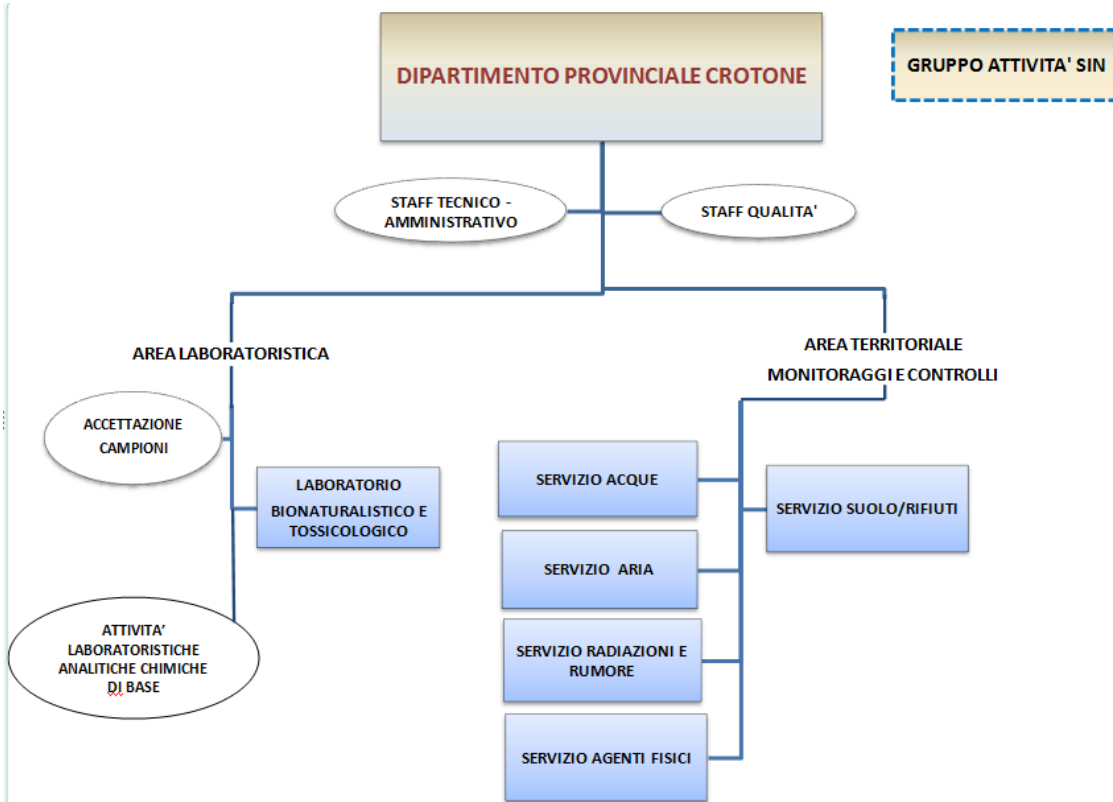 DIPARTIMENTO PROVINCIALE CROTONE
GRUPPO ATTIVITA' SIN
STAFF TECNICO -
AMMINISTRATIVO
STAFF QUALITA'
AREA LABORATORISTICA
AREA TERRITORIALE
MONITORAGGI E CONTROLLI
ACCETTAZIONE
CAMPIONI
LABORATORIO
BIONATURALISTICO E
TOSSICOLOGICO
SERVIZIO ACQUE
SERVIZIO SUOLO/RIFIUTI
SERVIZIO ARIA
ATTIVITA’
LABORATORISTICHE
ANALITICHE CHIMICHE
DI BASE
SERVIZIO RADIAZIONI E
RUMORE
SERVIZIO AGENTI FISICI